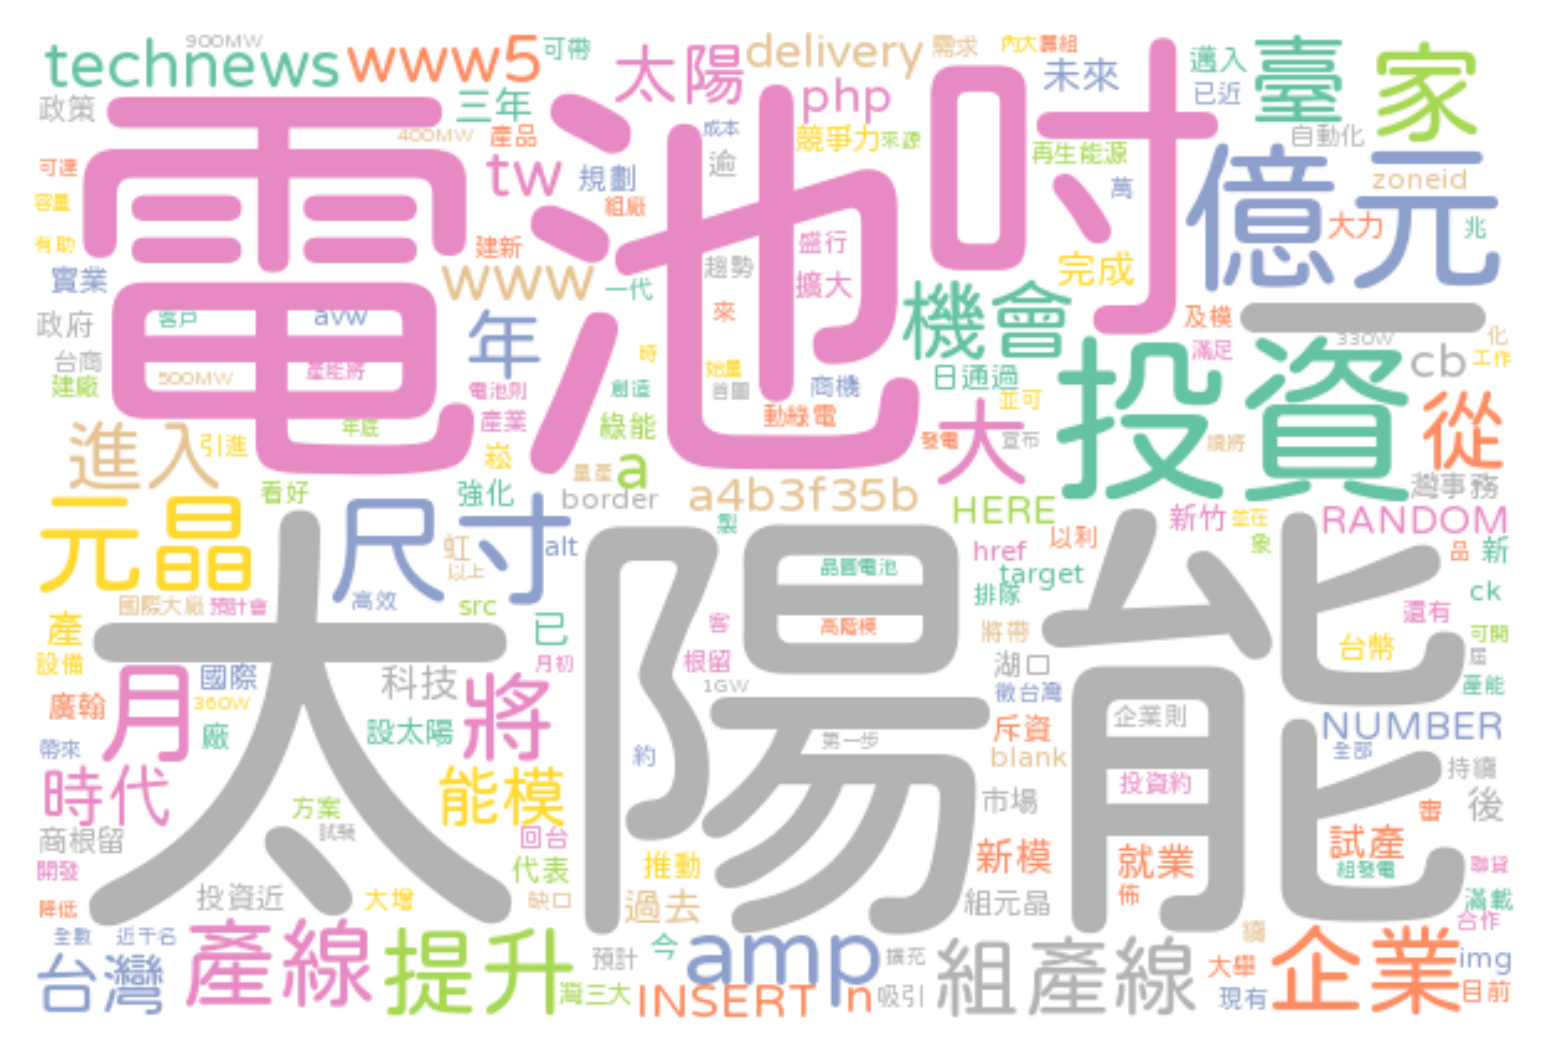 900MW
technews
www5
可帶
太陽
delivery
需求
內大
未來
邁入
已近
臺
家
政策
三年
400MW
產品
php
成本
競爭力
來源
自動化
再生能源
電池
吋
可達
tw
規劃
逾
萬
億元
zoneid
容量
組廠
大力
兆
有助
建新
盛行
完成
實業
www
一代
趨勢
擴大
機會
及模
一
政府
客戶
avw
年
來
330W
化
台商
500MW
產能將
時
日通過
滿足
投資
cb
工作
建廠
電池則
創造
始量
首圖
商機
並可
從
年底
產業
綠能
動綠電
大
發電
宣布
進入
引進
崧
量產
a
灣事務
看好
強化
border
a4b3f35b
HERE
新竹
並在
RANDOM
元晶
尺寸
虹
alt
製
href
以利
象
品
新
以上
晶圓電池
target
國際大廠
預計會
高效
src
排隊
ck
還有
產
已
客
高階模
將帶
台幣
可開
太陽能
設備
國際
月初
根留
湖口
屆
月
科技
將
1GW
徵台灣
產能
廣翰
360W
廠
設太陽
企業則
斥資
NUMBER
帶來
約
第一步
blank
全部
持續
時代
能模
投資約
方案
試驗
市場
後
審
商根留
回台
新模
就業
試產
開發
代表
推動
組發電
聯貸
投資近
大增
缺口
過去
組元晶
佈
滿載
降低
合作
全數
近千名
產線
提升
預計
今
amp
擴充
組產線
企業
img
台灣
灣三大
INSERT
n
吸引
大舉
現有
目前